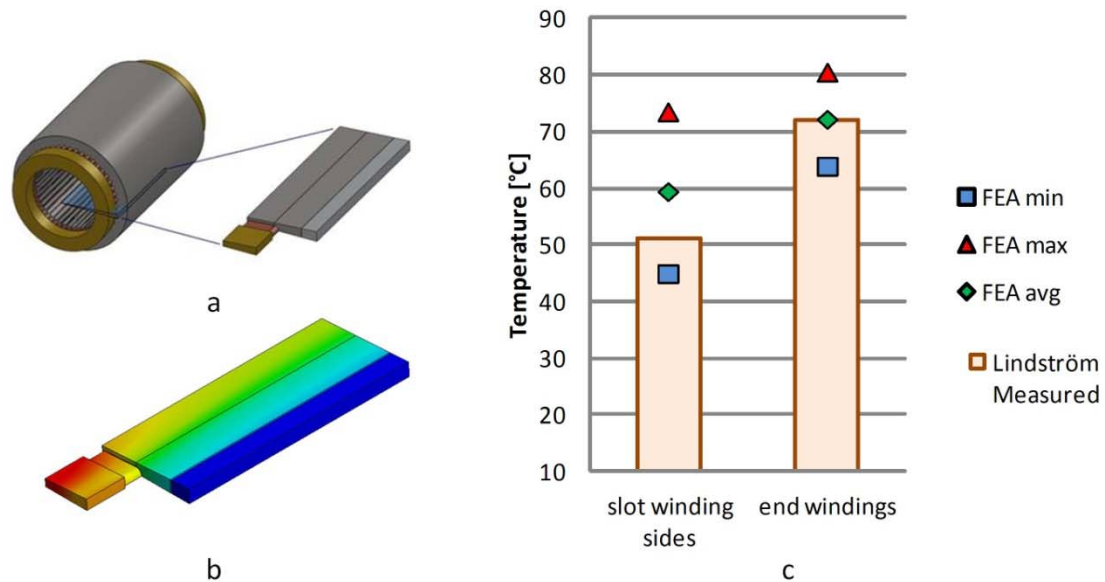 a
b
Temperature [°C]
90
80
70
60
50
40
30
20
10
slot winding
sides
end windings
FEA min
FEA max
FEA avg
Lindström
Measured
c